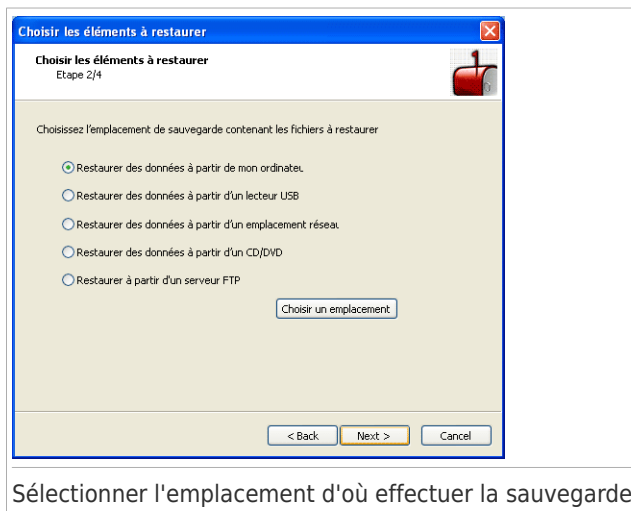 Choisir les éléments à restaurer
Choisir les éléments à restaurer
Etape 2/4
Choisissez l'emplacement de sauvegarde contenant les fichiers à restaurer
Restaurer des données à partir de mon ordinateu
Restaurer des données à partir d'un lecteur USB
Restaurer des données à partir d'un emplacement réseau
Restaurer des données à partir d'un CD/DVD
Restaurer à partir d'un serveur FTP
Choisir un emplacement
< Back
Next >
Cancel
Sélectionner l'emplacement d'où effectuer la sauvegarde